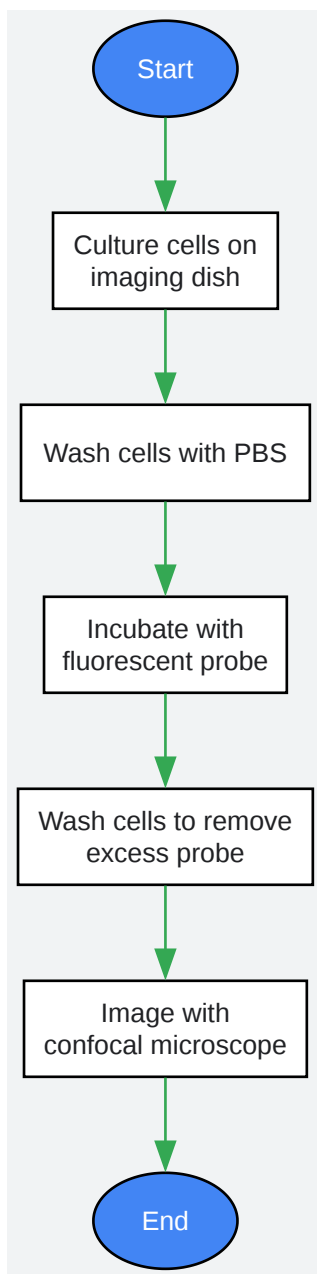 Start
Culture cells on
imaging dish
Wash cells with PBS
Incubate with
fluorescent probe
Wash cells to remove
excess probe
Image with
confocal microscope
End